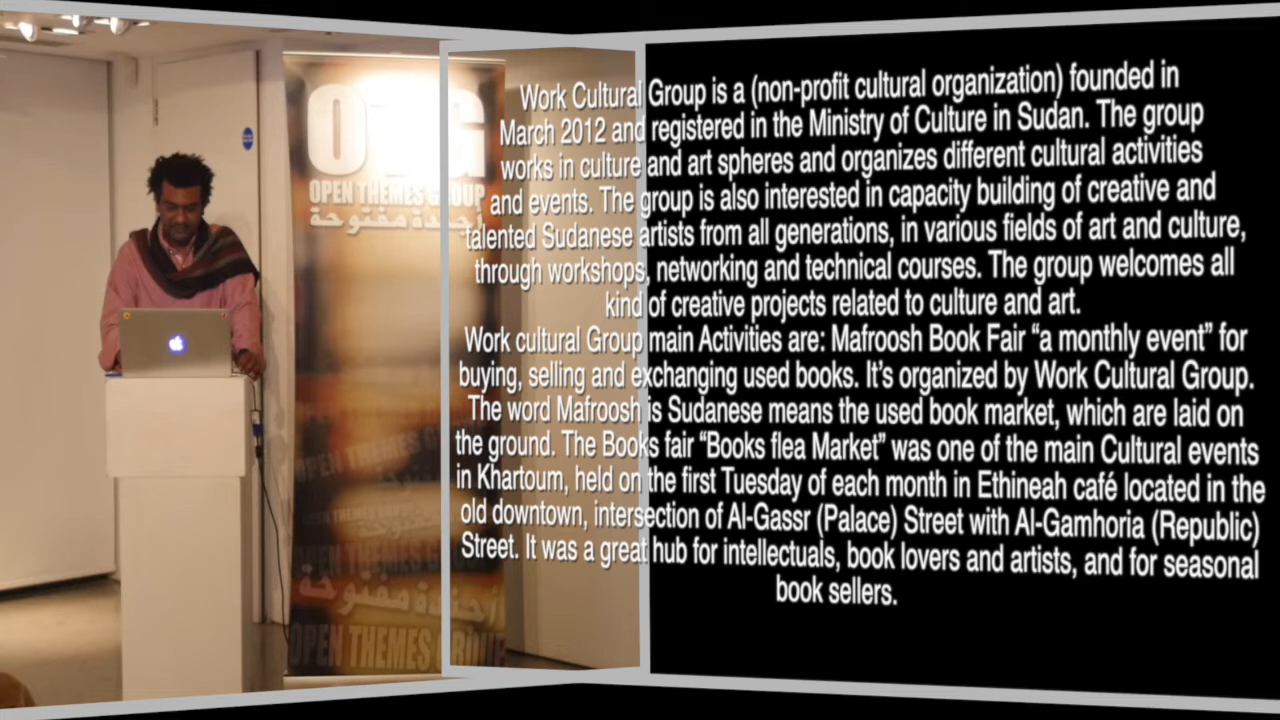 OTG
OPEN THEMES GROUP
أجندة مفتوحة
Work Cultural Group is a (non-profit cultural organization) founded in
March 2012 and registered in the Ministry of Culture in Sudan. The group
works in culture and art spheres and organizes different cultural activities
and events. The group is also interested in capacity building of creative and
talented Sudanese artists from all generations, in various fields of art and culture,
through workshops, networking and technical courses. The group welcomes all
kind of creative projects related to culture and art.
Work cultural Group main Activities are: Mafroosh Book Fair “a monthly event” for
buying, selling and exchanging used books. It’s organized by Work Cultural Group.
The word Mafroosh is Sudanese means the used book market, which are laid on
the ground. The Books fair “Books flea Market” was one of the main Cultural events
in Khartoum, held on the first Tuesday of each month in Ethineah café located in the
old downtown, intersection of Al-Gassr (Palace) Street with Al-Gamhoria (Republic)
Street. It was a great hub for intellectuals, book lovers and artists, and for seasonal
book sellers.
OPEN THEMES G
OPEN THEMES G
أجندة مفتوحة
OPEN THEMES GROUP